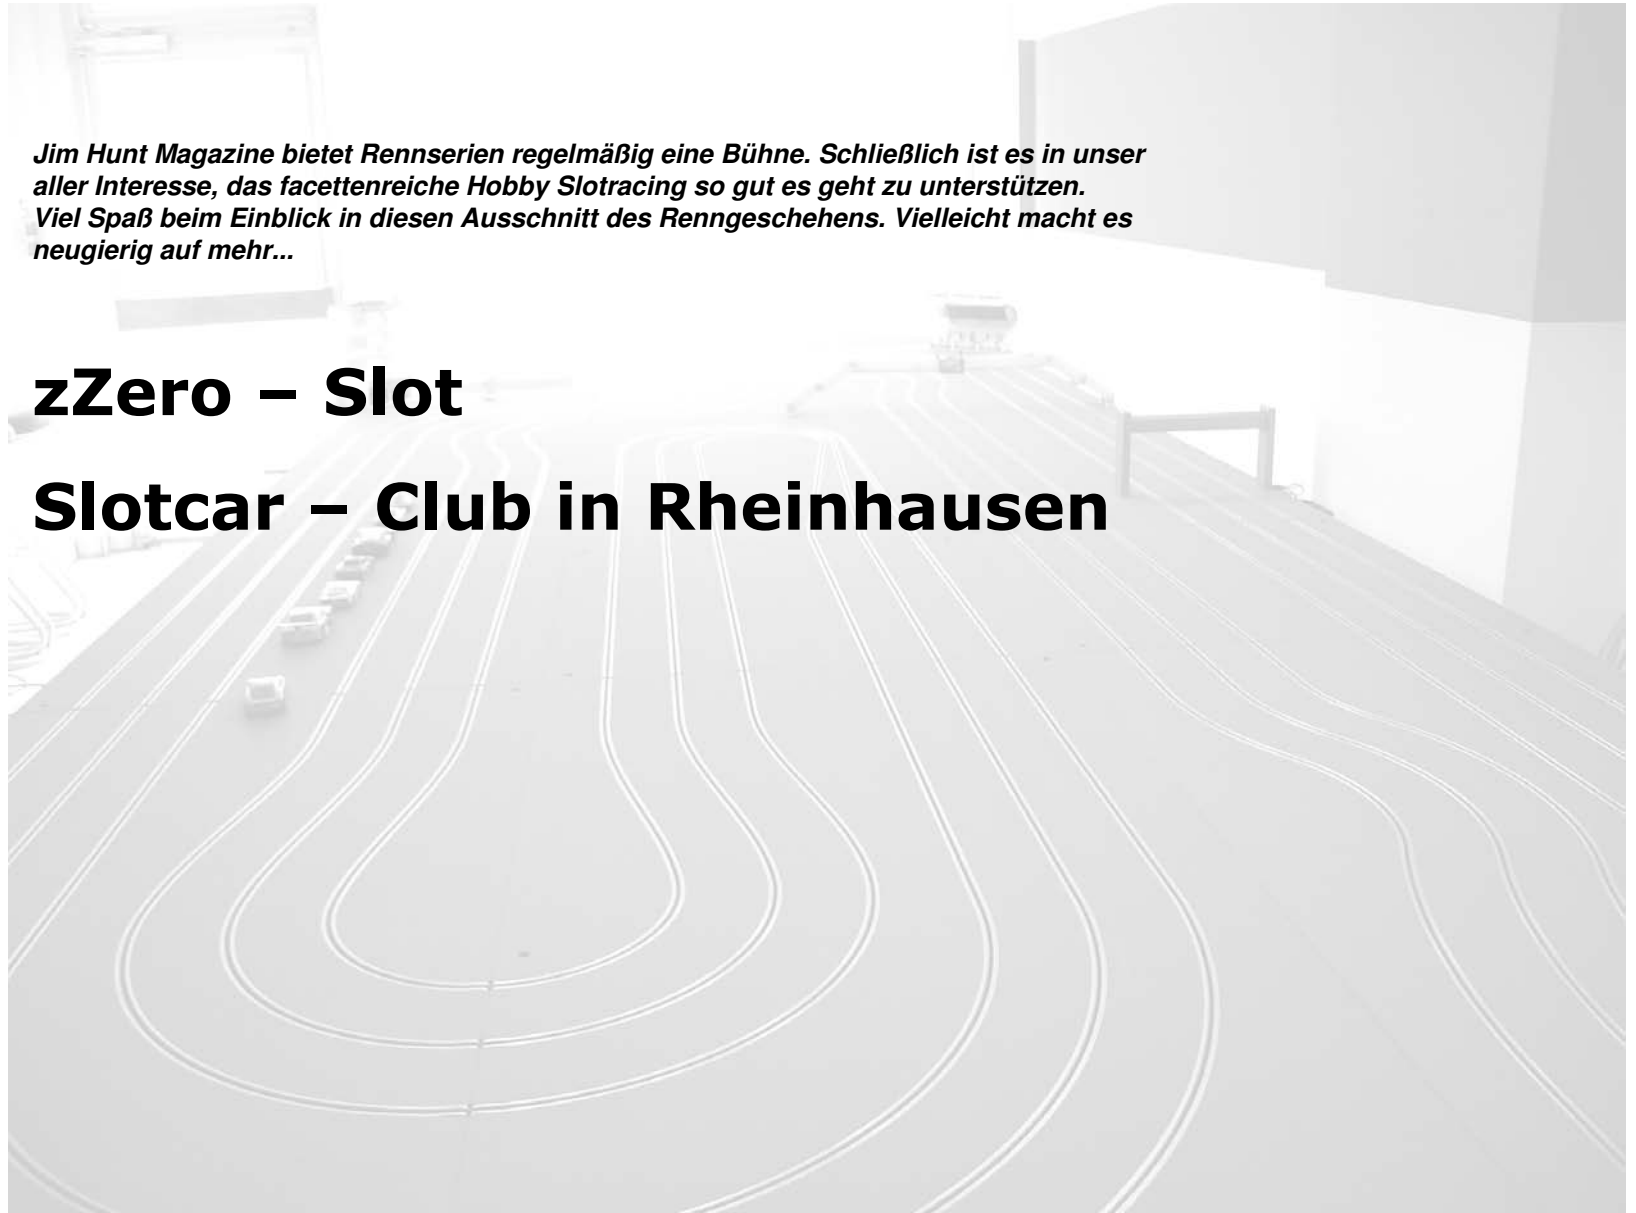 Jim Hunt Magazine bietet Rennserien regelmäßig eine Bühne. Schließlich ist es in unser
aller Interesse, das facettenreiche Hobby Slotracing so gut es geht zu unterstützen.
Viel Spaß beim Einblick in diesen Ausschnitt des Renngeschehens. Vielleicht macht es
neugierig auf mehr...
zZero – Slot
Slotcar – Club in Rheinhausen